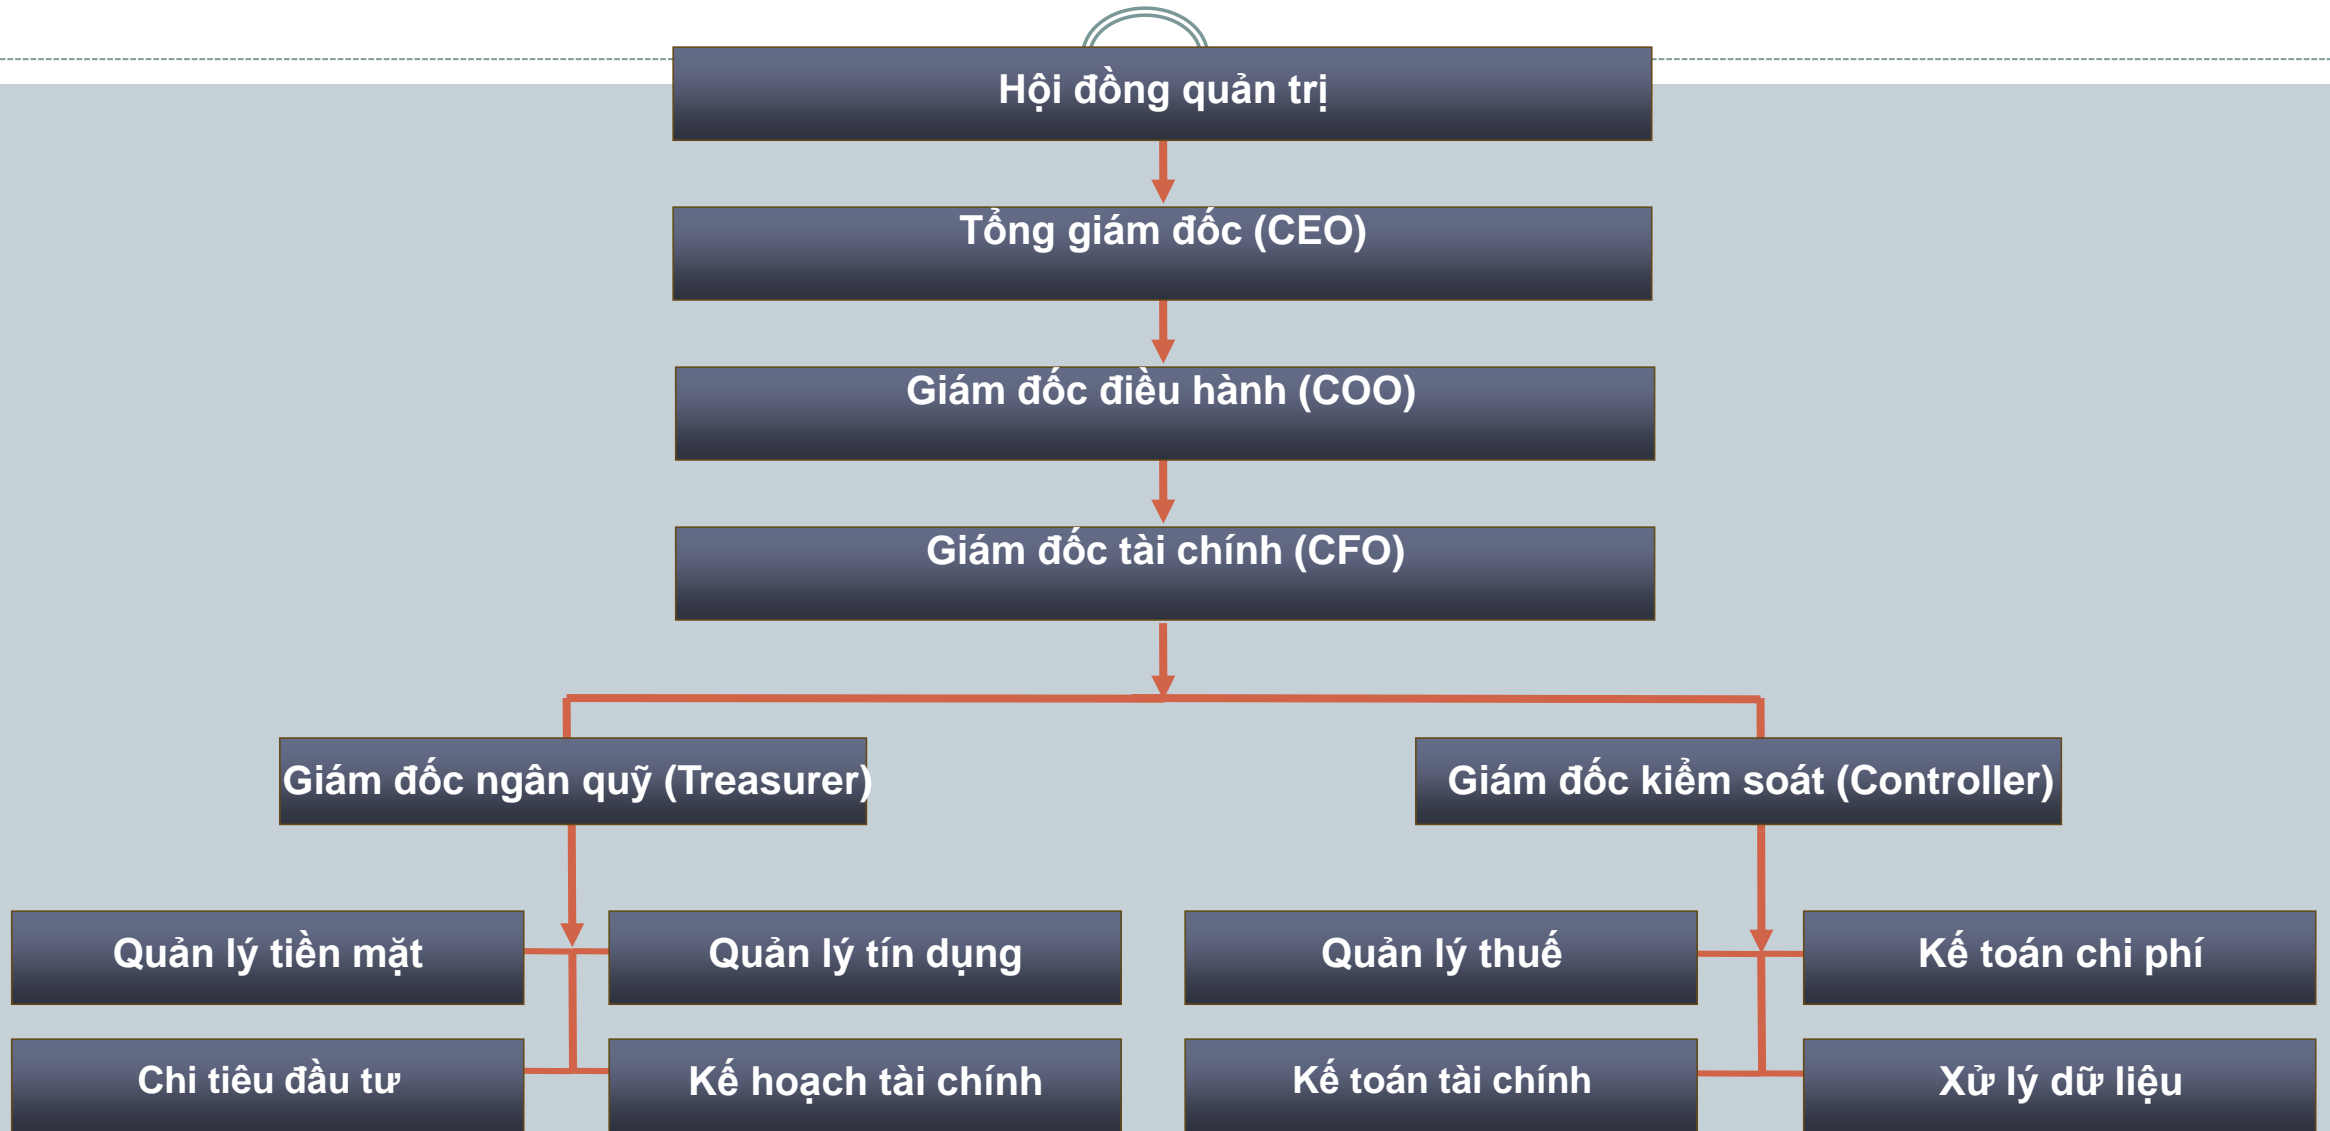 Hội đồng quản trị
Tổng giám đốc (CEO)
Giám đốc điều hành (COO)
Giám đốc tài chính (CFO)
Giám đốc ngân quỹ (Treasurer)
Giám đốc kiểm soát (Controller)
Quản lý tiền mặt
Quản lý tín dụng
Quản lý thuế
Kế toán chi phí
Chi tiêu đầu tư
Kế hoạch tài chính
Kế toán tài chính
Xử lý dữ liệu